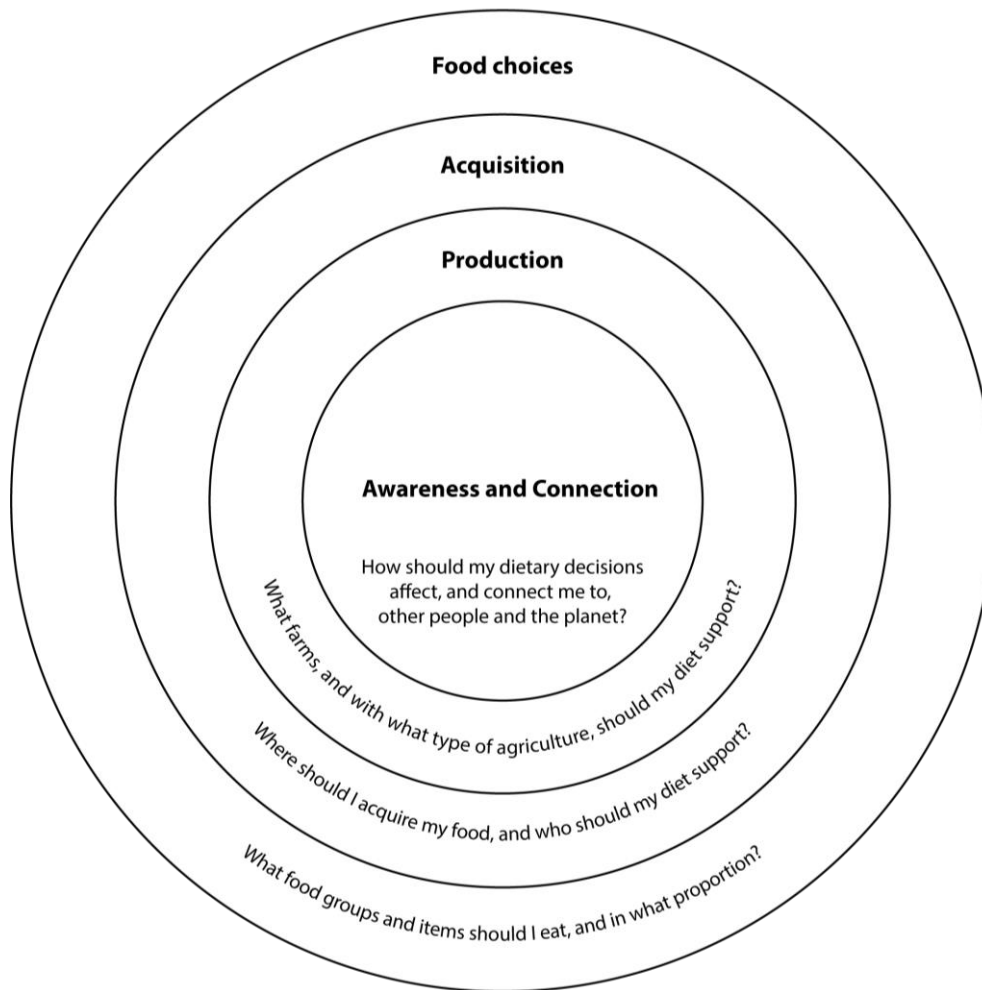 Food choices
Acquisition
Production
Awareness and Connection
How should my dietary decisions
affect, and connect me to,
other people and the planet?
What farms, and with what type of agriculture, should my diet support?
Where should I acquire my food, and who should my diet support?
What food groups and items should I eat, and in what proportion?